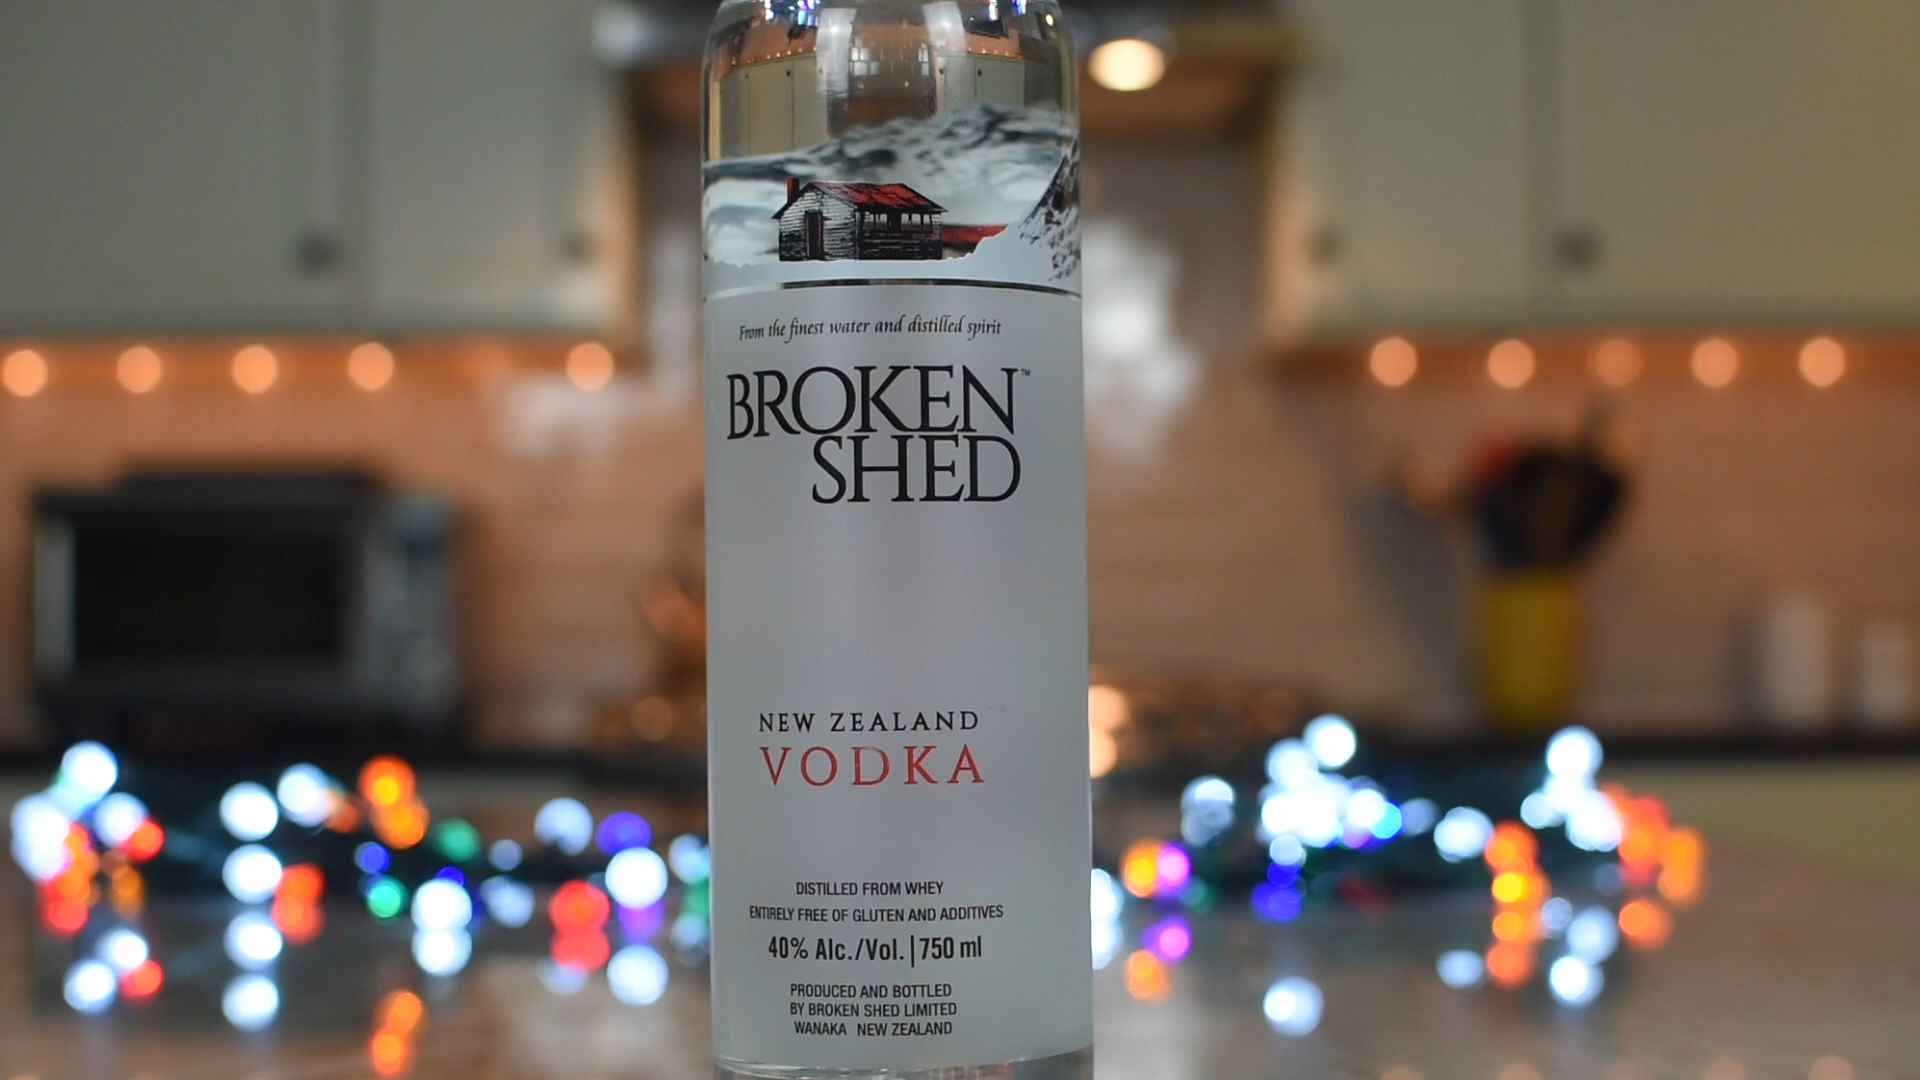 From the finest water and distilled spirit
BROKEN™
SHED
NEW ZEALAND
VODKA
DISTILLED FROM WHEY
ENTIRELY FREE OF GLUTEN AND ADDITIVES
40% Alc./Vol. | 750 ml
PRODUCED AND BOTTLED
BY BROKEN SHED LIMITED
WANAKA NEW ZEALAND